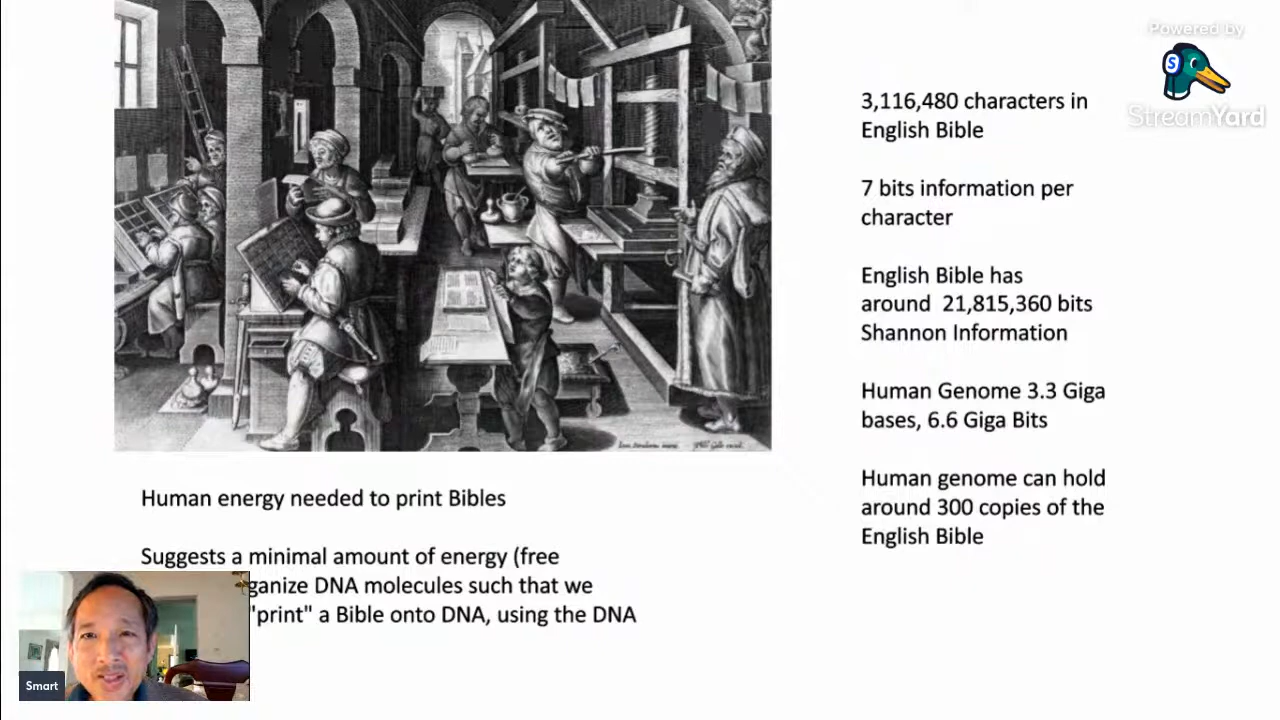 Powered by
StreamYard
3,116,480 characters in
English Bible
7 bits information per
character
English Bible has
around 21,815,360 bits
Shannon Information
Human Genome 3.3 Giga
bases, 6.6 Giga Bits
Human genome can hold
around 300 copies of the
English Bible
Human energy needed to print Bibles
Suggests a minimal amount of energy (free
DNA molecules such that we
"print" a Bible onto DNA, using the DNA
Smart